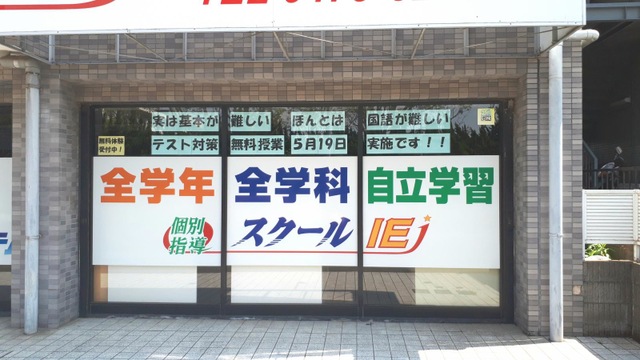 実は基本が 難しい ほんとは 国語が難しい
無料体験
受付中！
テスト対策 無料授業 5月19日 実施です！！
全学年 全学科 自立学習
個別
指導
スクール IEj